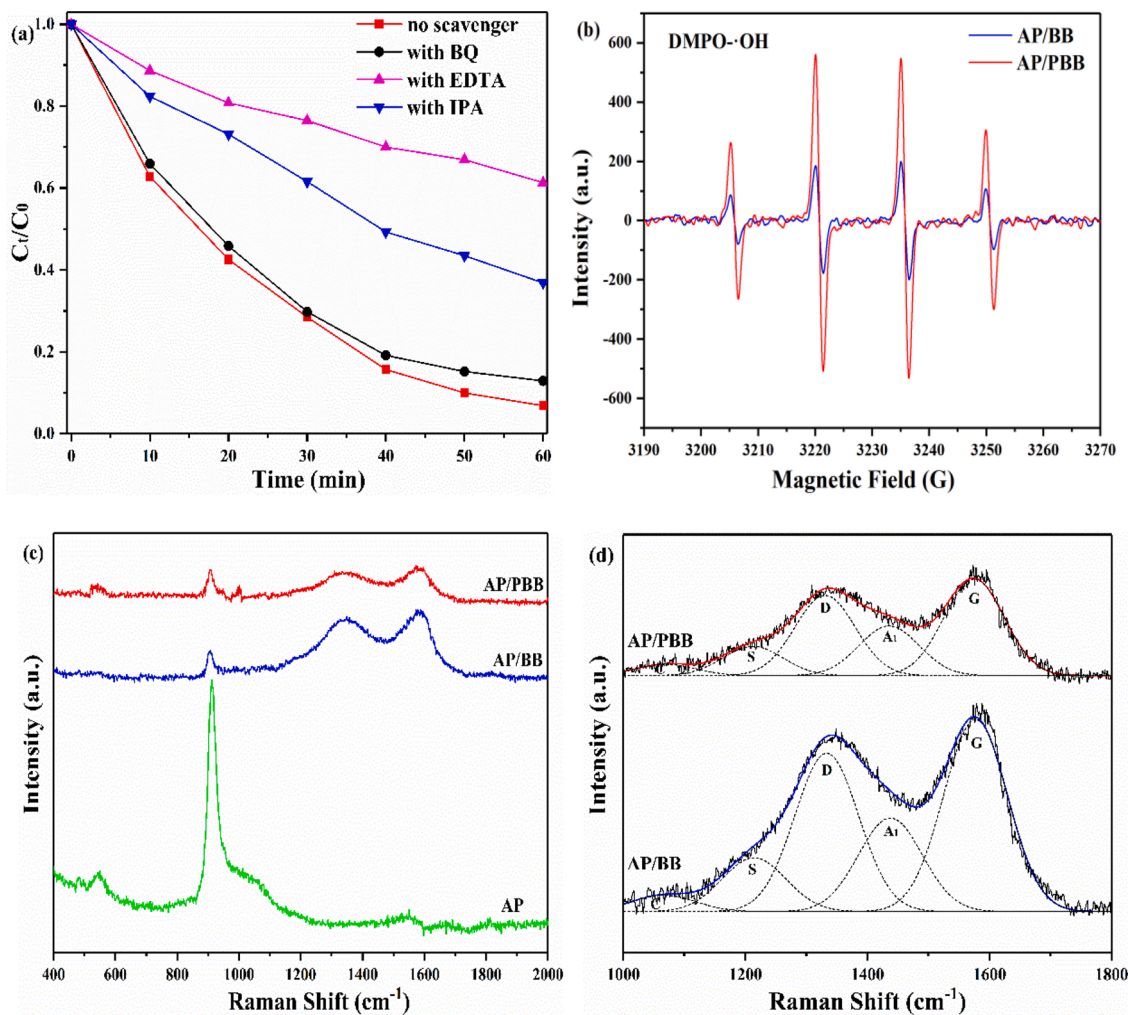 (a)
no scavenger
with BQ
with EDTA
with IPA
1.0
0.8
0.6
0.4
0.2
0.0
Ct/C0
0 10 20 30 40 50 60
Time (min)
(b)
DMPO-·OH
AP/BB
AP/PBB
600
400
200
0
-200
-400
-600
Intensity (a.u.)
3190 3200 3210 3220 3230 3240 3250 3260 3270
Magnetic Field (G)
(c)
AP/PBB
AP/BB
AP
Intensity (a.u.)
400 600 800 1000 1200 1400 1600 1800 2000
Raman Shift (cm⁻¹)
(d)
AP/PBB
C S D A1 G
AP/BB
C S D A1 G
Intensity (a.u.)
1000 1200 1400 1600 1800
Raman Shift (cm⁻¹)